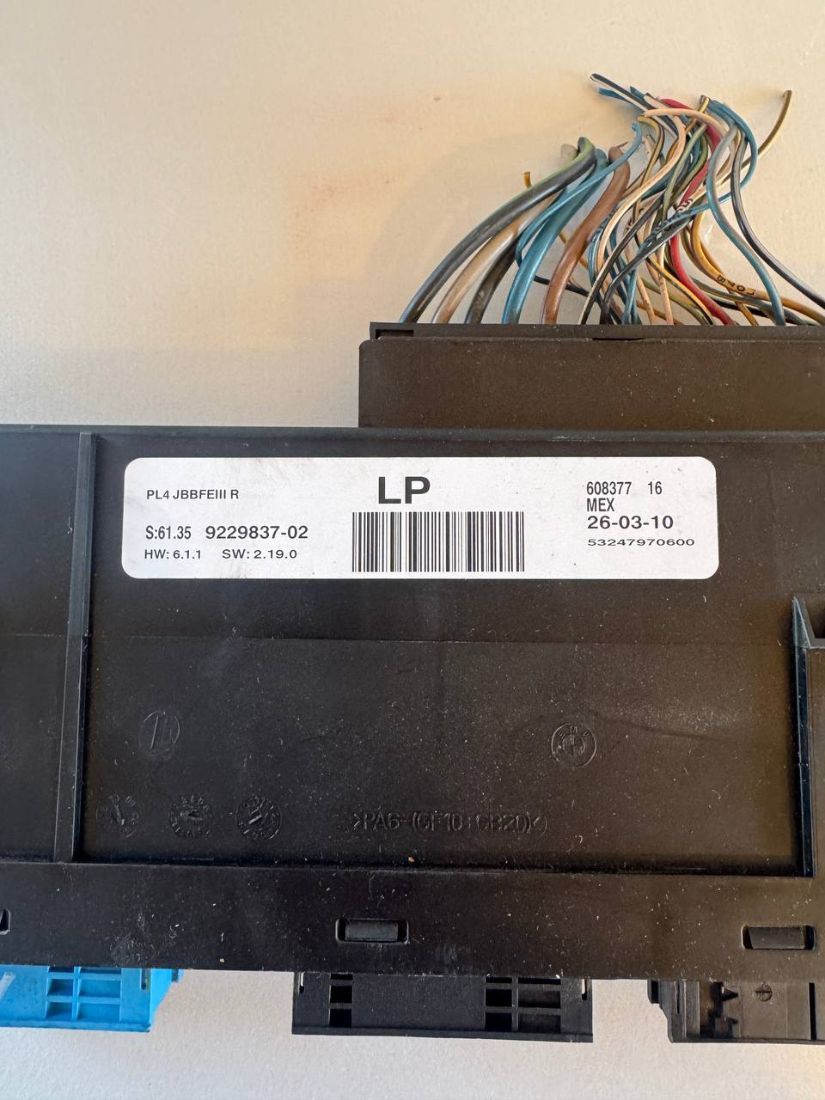 PL4 JBBFEIII R
LP
608377 16
MEX
S:61.35 9229837-02
26-03-10
HW: 6.1.1 SW: 2.19.0
53247970600
>PA6-(GF10+GB20)<